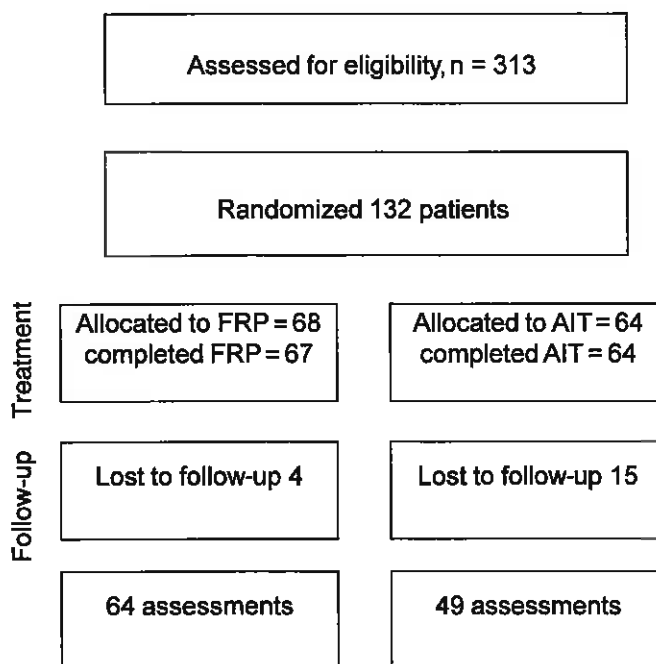 Assessed for eligibility, n = 313
Randomized 132 patients
Treatment
Allocated to FRP = 68
completed FRP = 67
Allocated to AIT = 64
completed AIT = 64
Follow-up
Lost to follow-up 4
Lost to follow-up 15
64 assessments
49 assessments